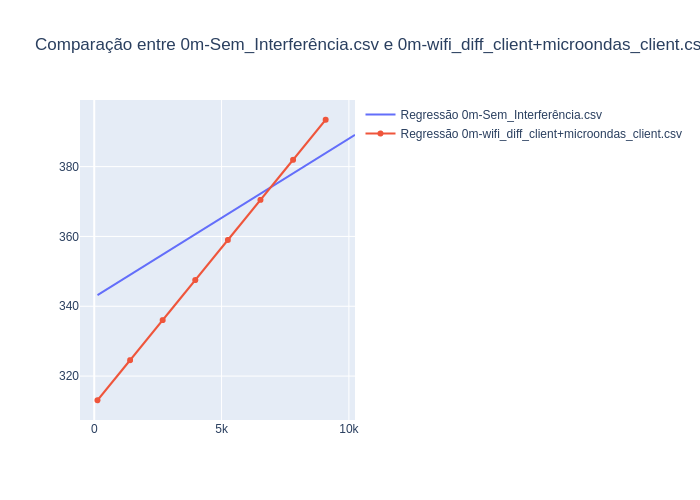 Comparação entre 0m-Sem_Interferência.csv e 0m-wifi_diff_client+microondas_client.cs
Regressão 0m-Sem_Interferência.csv
Regressão 0m-wifi_diff_client+microondas_client.csv
380
360
340
320
0 5k 10k